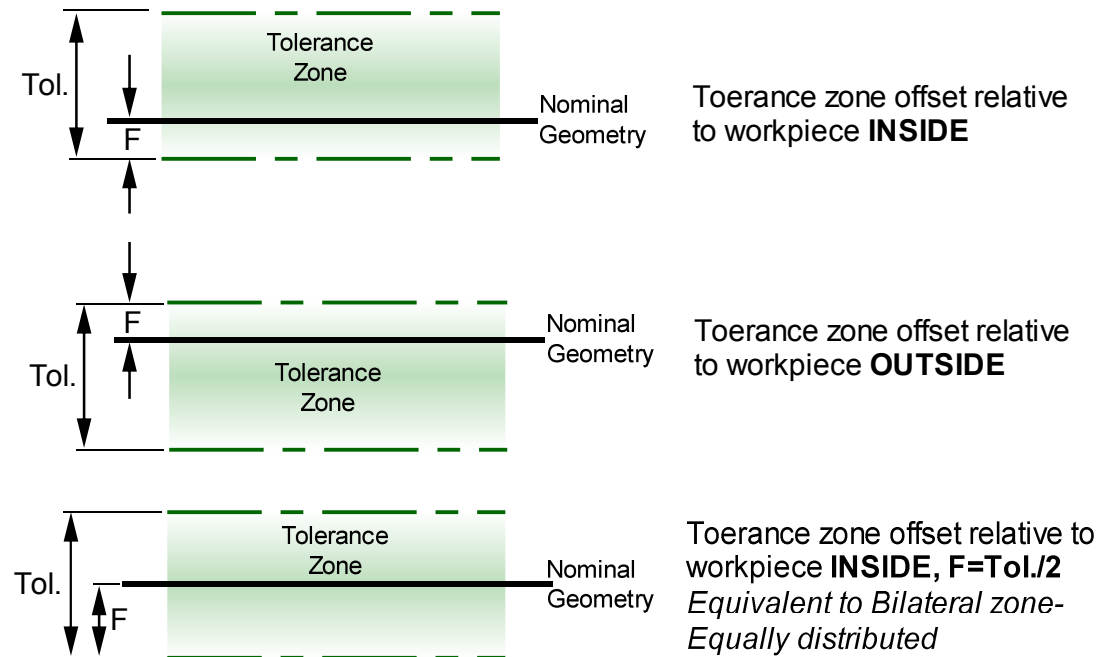 Tolerance
Zone
Tol.
F
Nominal
Geometry
Toerance zone offset relative
to workpiece INSIDE
F
Tol.
Tolerance
Zone
Nominal
Geometry
Toerance zone offset relative
to workpiece OUTSIDE
Tolerance
Zone
Tol.
F
Nominal
Geometry
Toerance zone offset relative to
workpiece INSIDE, F=Tol./2
Equivalent to Bilateral zone-
Equally distributed